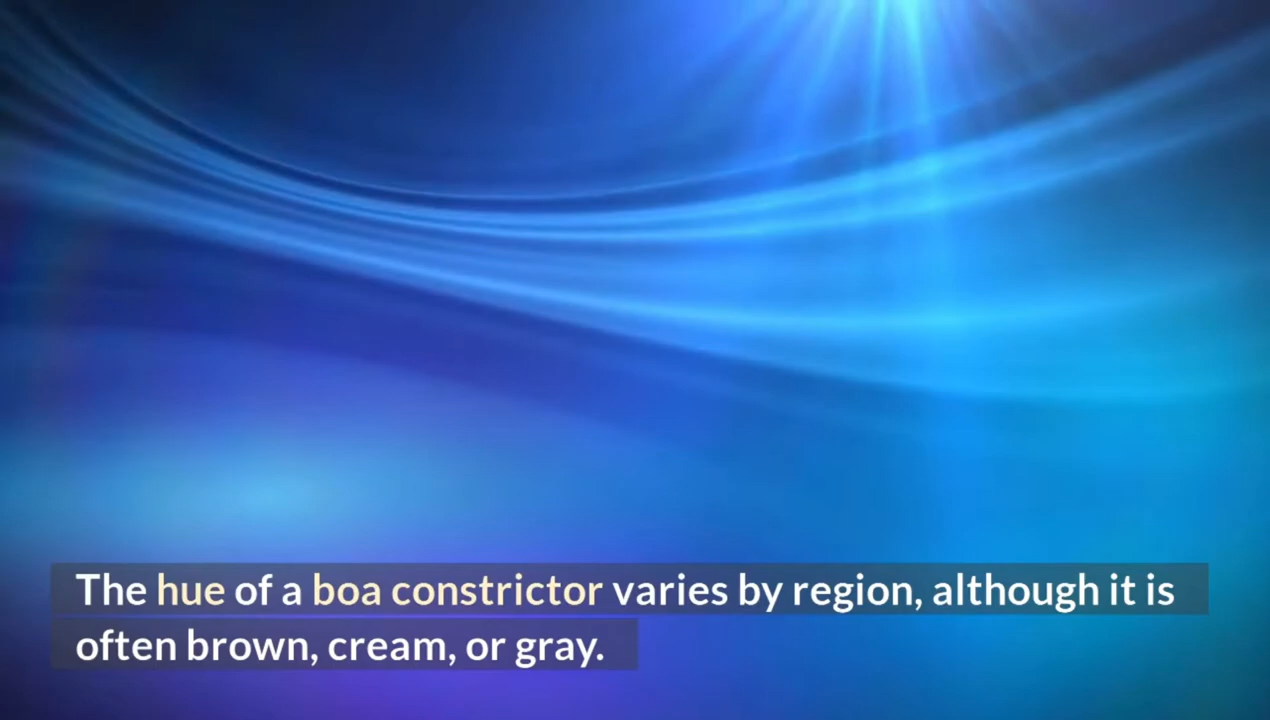 The hue of a boa constrictor varies by region, although it is
often brown, cream, or gray.